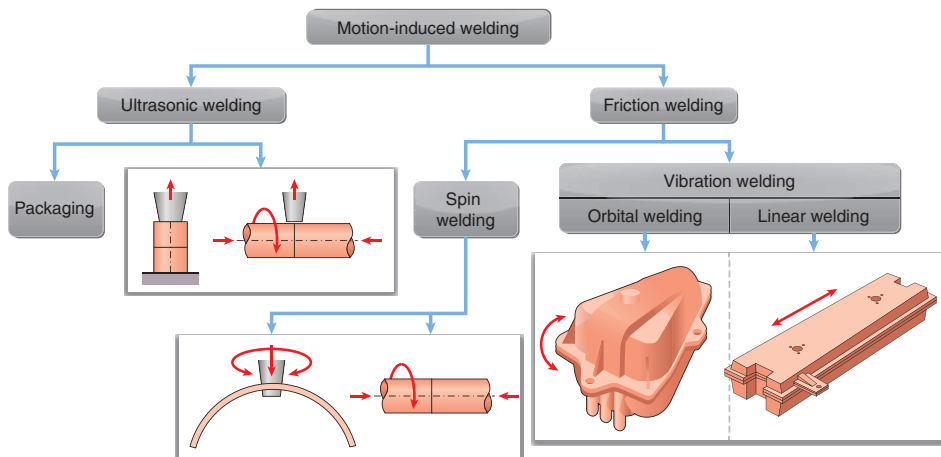 Motion-induced welding
Ultrasonic welding
Friction welding
Packaging
Spin
welding
Vibration welding
Orbital welding
Linear welding